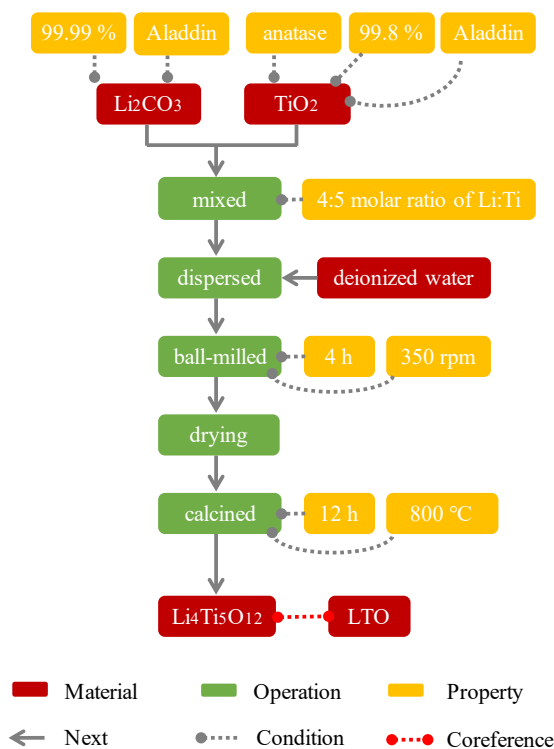 99.99 % Aladdin anatase 99.8 % Aladdin
Li2CO3 TiO2
mixed 4:5 molar ratio of Li:Ti
dispersed deionized water
ball-milled 4 h 350 rpm
drying
calcined 12 h 800 °C
Li4Ti5O12 LTO
Material Operation Property
Next Condition Coreference